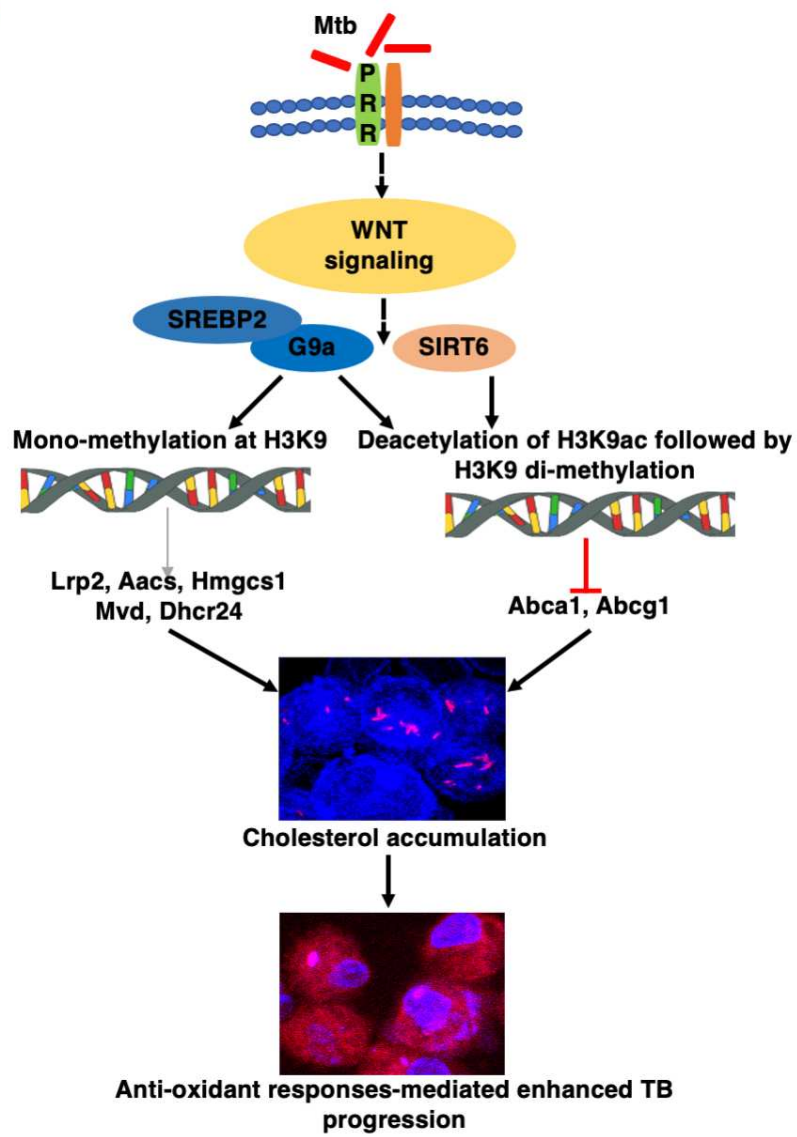 Mtb
P
R
R
WNT
signaling
SREBP2
G9a
SIRT6
Mono-methylation at H3K9
Deacetylation of H3K9ac followed by
H3K9 di-methylation
Lrp2, Aacs, Hmgcs1
Mvd, Dhcr24
Abca1, Abcg1
Cholesterol accumulation
Anti-oxidant responses-mediated enhanced TB
progression